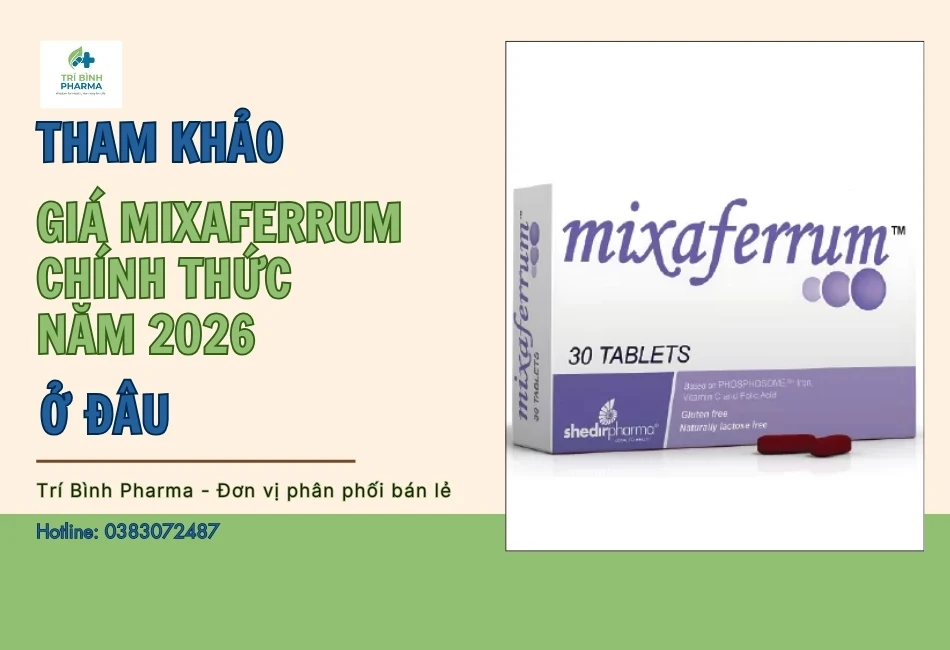 TRÍ BÌNH
PHARMA
THAM KHẢO
GIÁ MIXAFERRUM
CHÍNH THỨC
NĂM 2026
Ở ĐÂU
Trí Bình Pharma - Đơn vị phân phối bán lẻ
Hotline: 0383072487
mixaferrum™
mixaferrum™
30 TABLETS
30 TABLETS
Based on PHOSPHOSOME™ Iron,
Vitamin C and Folic Acid
Gluten free
Naturally lactose free
shedirpharma®